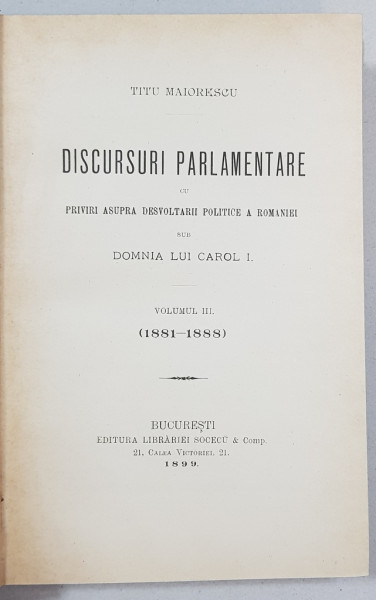 TITU MAIORESCU
DISCURSURI PARLAMENTARE
CU
PRIVIRI ASUPRA DESVOLTARII POLITICE A ROMANIEI
SUB
DOMNIA LUI CAROL I.
VOLUMUL III.
(1881—1888)
BUCUREȘTI
EDITURA LIBRĂRIEI SOCECŬ & Comp.
21, CALEA VICTORIEI, 21.
1899.